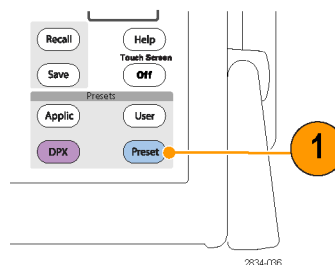 Recall Help
Touch Screen
Save Off
Presets
Applic User
DPX Preset
1
2834-036